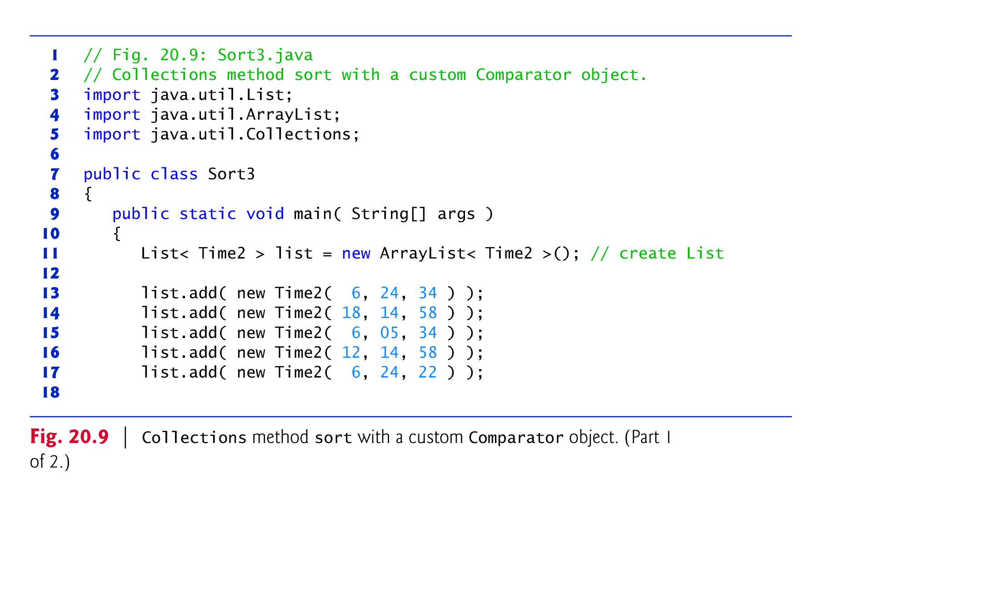 1 // Fig. 20.9: Sort3.java
2 // Collections method sort with a custom Comparator object.
3 import java.util.List;
4 import java.util.ArrayList;
5 import java.util.Collections;
6
7 public class Sort3
8 {
9    public static void main( String[] args )
10    {
11       List< Time2 > list = new ArrayList< Time2 >(); // create List
12
13       list.add( new Time2(  6, 24, 34 ) );
14       list.add( new Time2( 18, 14, 58 ) );
15       list.add( new Time2(  6, 05, 34 ) );
16       list.add( new Time2( 12, 14, 58 ) );
17       list.add( new Time2(  6, 24, 22 ) );
18
Fig. 20.9 | Collections method sort with a custom Comparator object. (Part 1
of 2.)